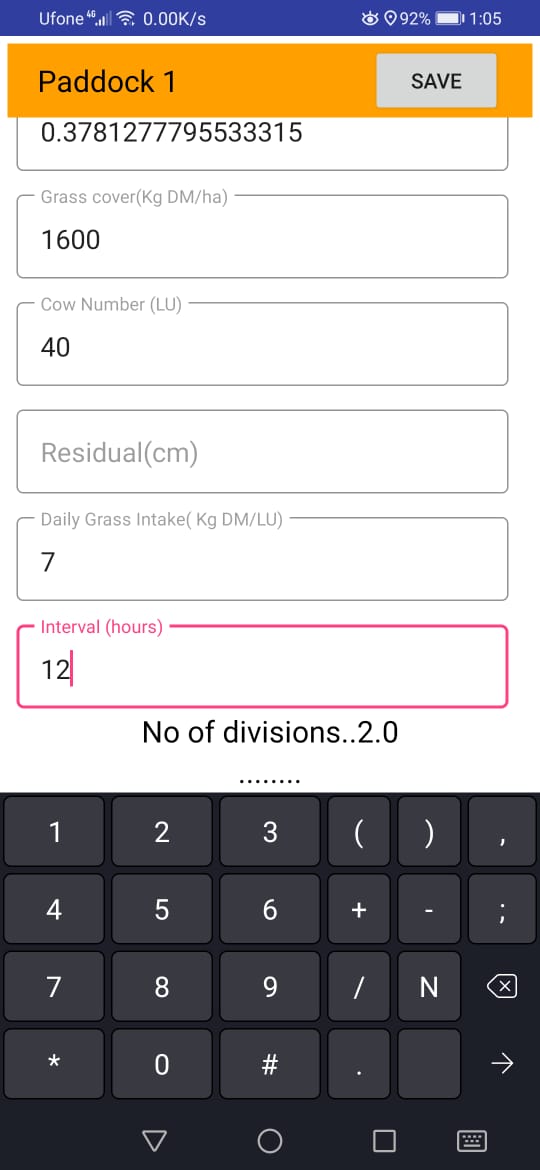 Ufone 4G 0.00K/s 92% 1:05
Paddock 1 SAVE
0.3781277795533315
Grass cover(Kg DM/ha)
1600
Cow Number (LU)
40
Residual(cm)
Daily Grass Intake( Kg DM/LU)
7
Interval (hours)
12
No of divisions..2.0
........
1 2 3 ( ) ,
4 5 6 + - ;
7 8 9 / N
* 0 # .